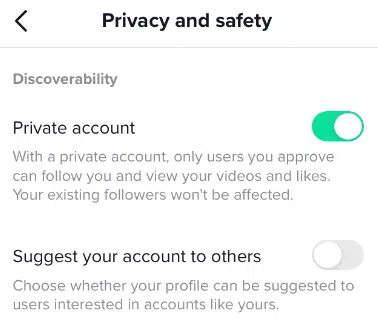 Privacy and safety
Discoverability
Private account
With a private account, only users you approve
can follow you and view your videos and likes.
Your existing followers won't be affected.
Suggest your account to others
Choose whether your profile can be suggested to
users interested in accounts like yours.